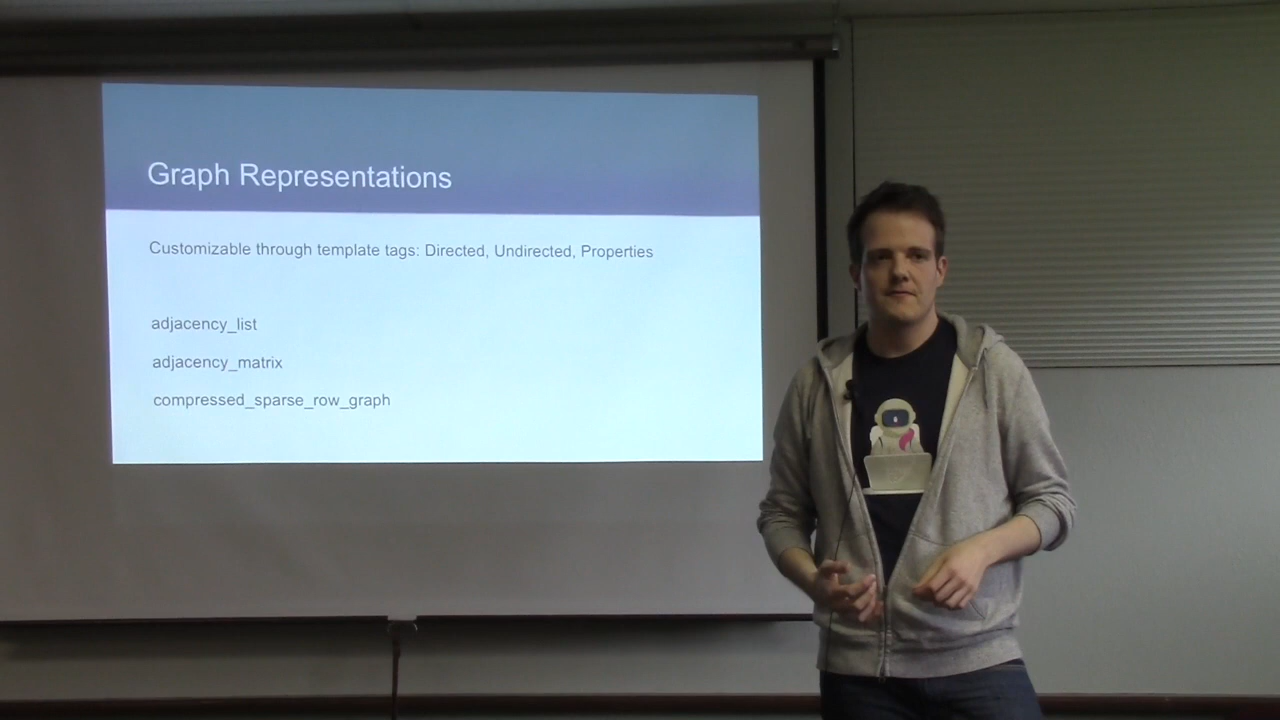 Graph Representations
Customizable through template tags: Directed, Undirected, Properties
adjacency_list
adjacency_matrix
compressed_sparse_row_graph